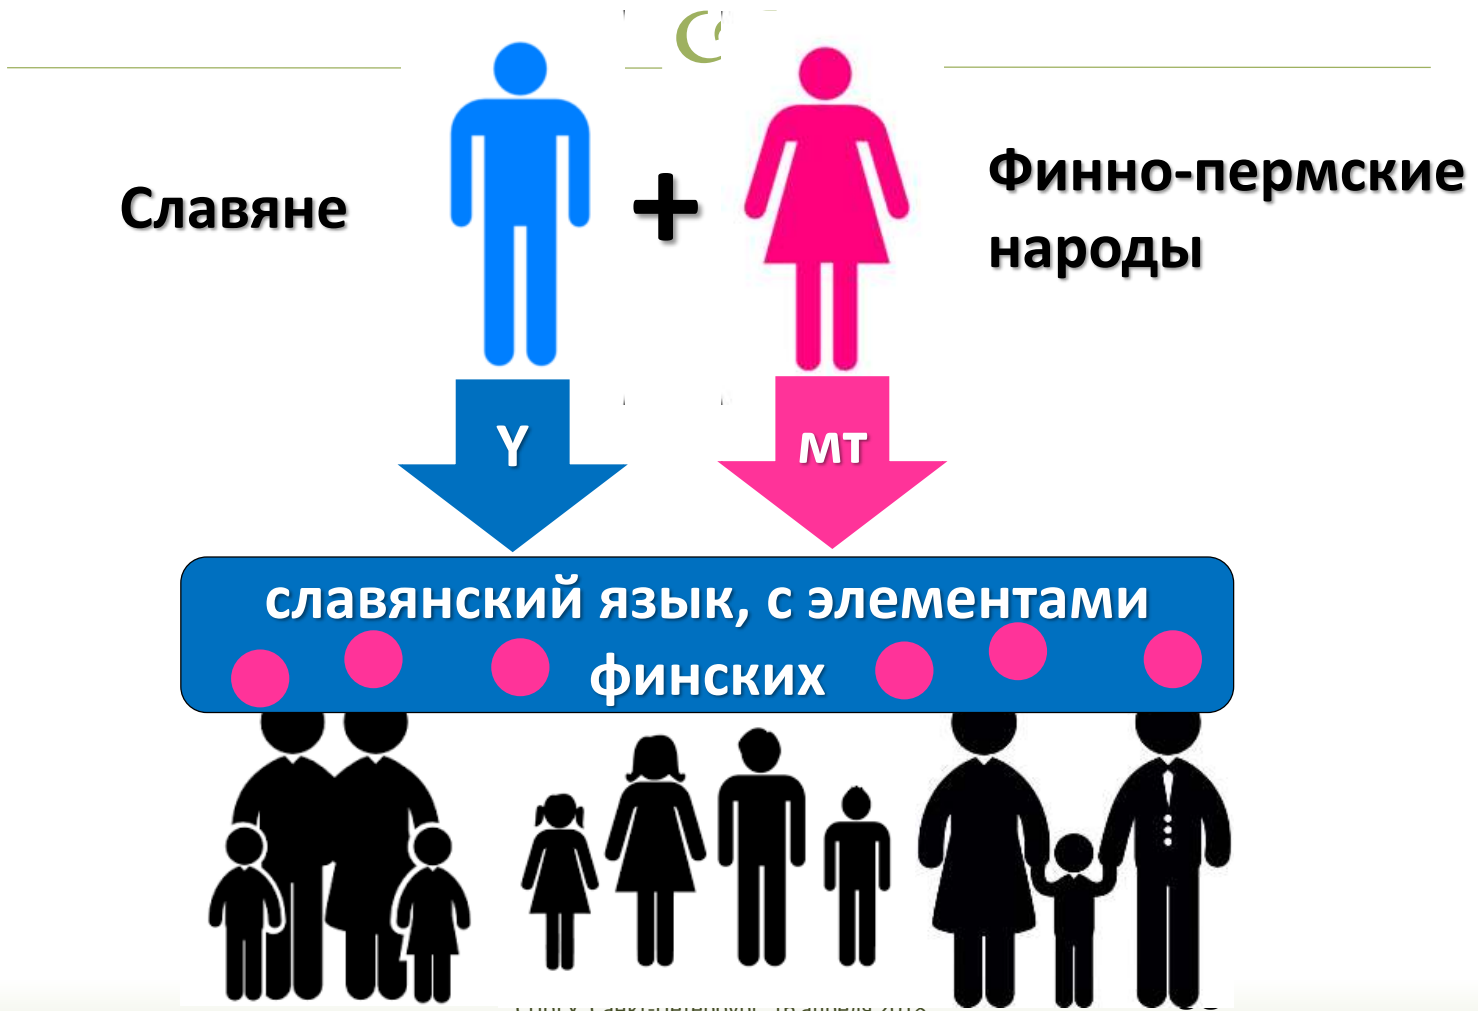 Славяне
+
Финно-пермские
народы
Y
мт
славянский язык, с элементами
финских